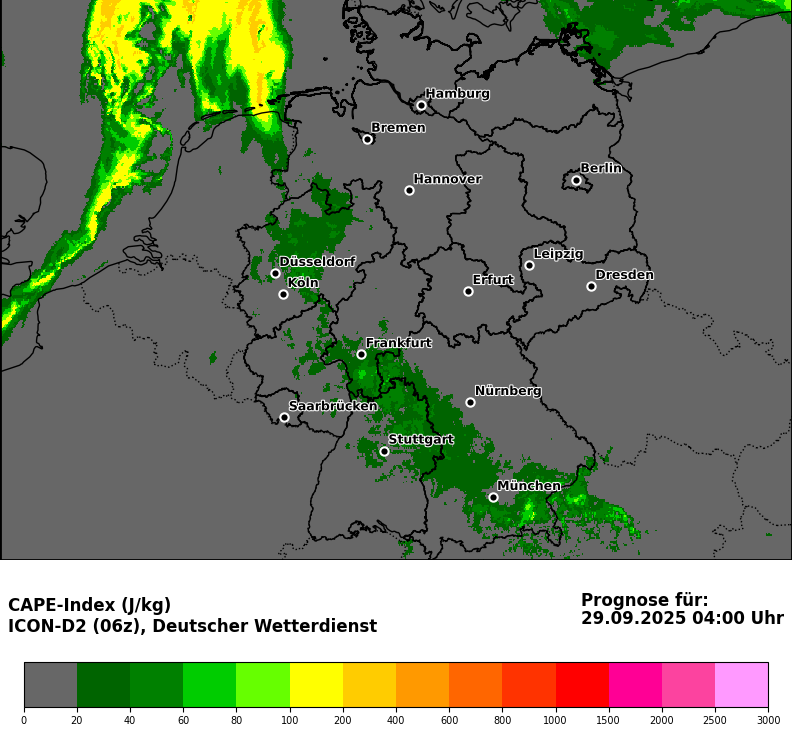 Hamburg
Bremen
Berlin
Hannover
Leipzig
Düsseldorf
Dresden
Köln
Erfurt
Frankfurt
Nürnberg
Saarbrücken
Stuttgart
München
CAPE-Index (J/kg)
ICON-D2 (06z), Deutscher Wetterdienst
Prognose für:
29.09.2025 04:00 Uhr
0 20 40 60 80 100 200 400 600 800 1000 1500 2000 2500 3000